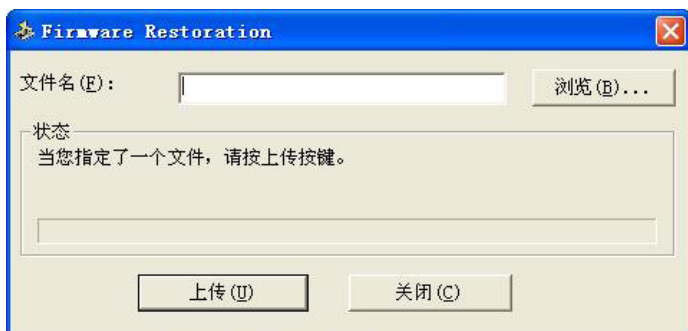 Firmware Restoration
文件名(F)： 浏览(B)...
状态
当您指定了一个文件，请按上传按键。
上传(U) 关闭(C)